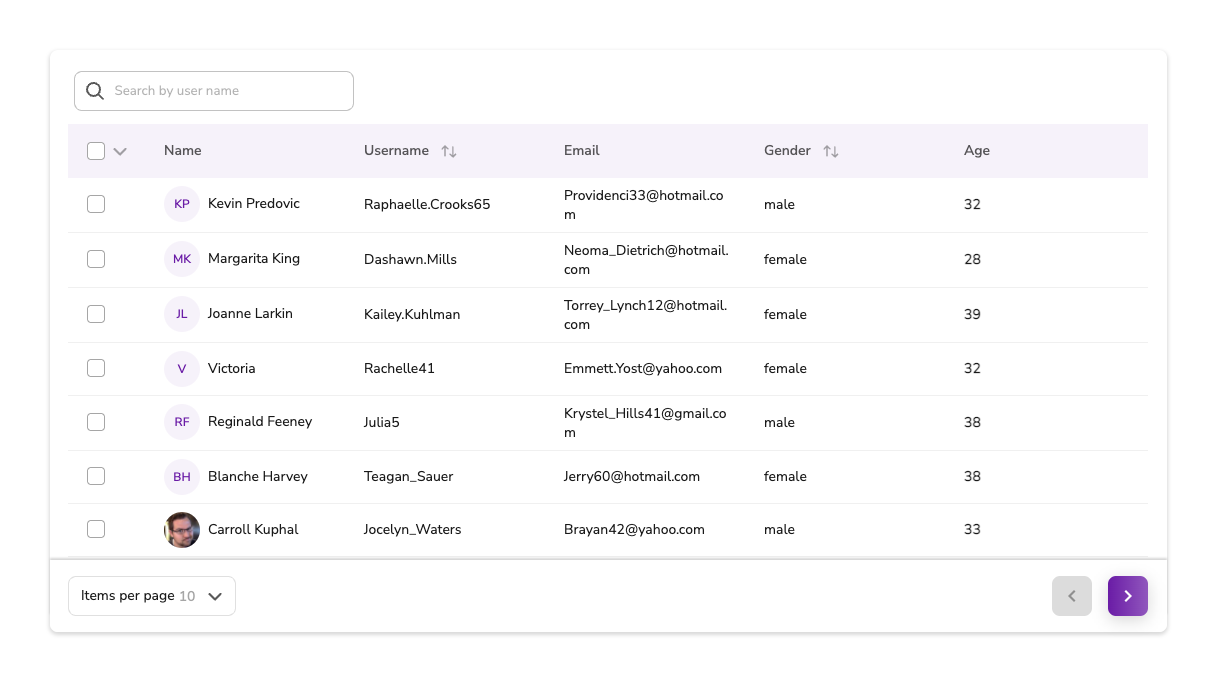 Search by user name
Name Username Email Gender Age
KP Kevin Predovic Raphaelle.Crooks65 Providenci33@hotmail.co
m male 32
MK Margarita King Dashawn.Mills Neoma_Dietrich@hotmail.
com female 28
JL Joanne Larkin Kailey.Kuhlman Torrey_Lynch12@hotmail.
com female 39
V Victoria Rachelle41 Emmett.Yost@yahoo.com female 32
RF Reginald Feeney Julia5 Krystel_Hills41@gmail.co
m male 38
BH Blanche Harvey Teagan_Sauer Jerry60@hotmail.com female 38
Carroll Kuphal Jocelyn_Waters Brayan42@yahoo.com male 33
Items per page 10